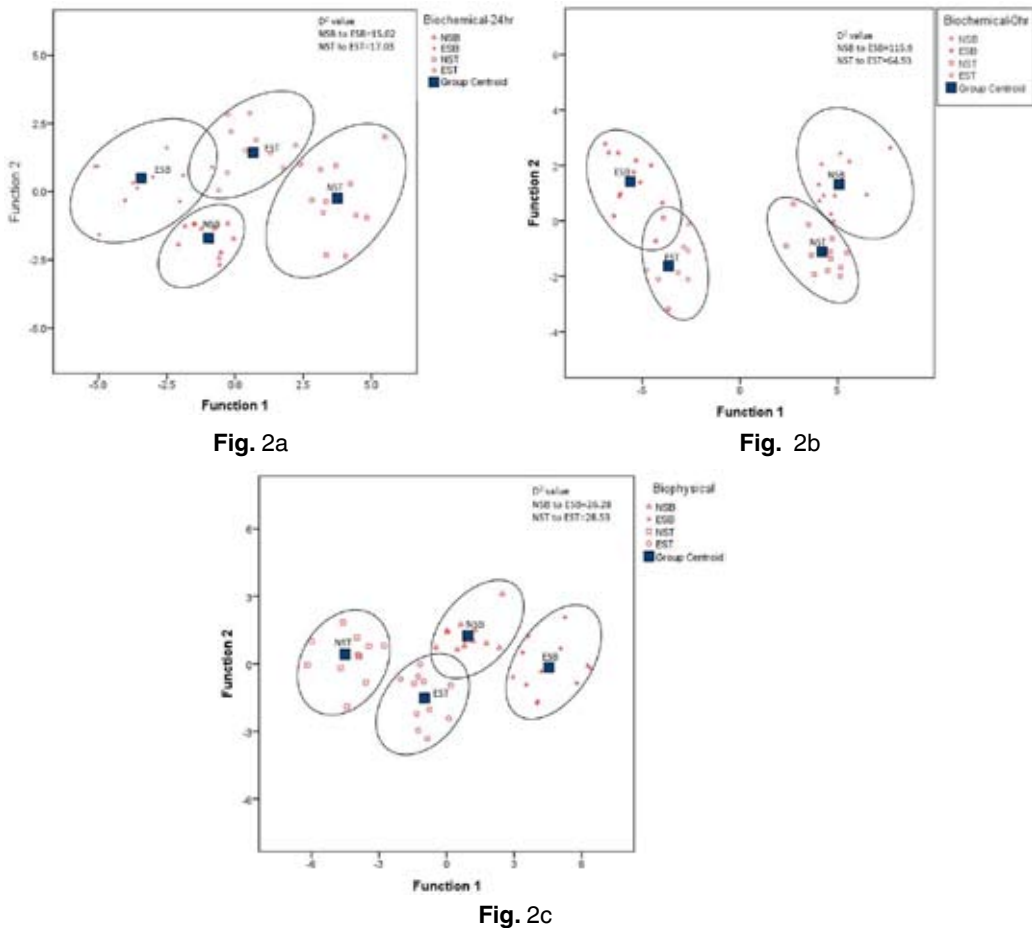 D² value
NSB to ESB=15.02
NST to EST=17.03
Biochemical-24hr
NSB
ESB
NST
EST
Group Centroid
Function 2
5.0
2.5
0.0
-2.5
-5.0
EST
ESB
NST
NSB
-5.0
-2.5
0.0
2.5
5.0
Function 1
Fig. 2a
D² value
NSB to ESB=115.8
NST to EST=64.93
Biochemical-0hr
NSB
ESB
NST
EST
Group Centroid
Function 2
4
2
0
-2
-4
ESB
NSB
EST
NST
-5
0
5
Function 1
Fig. 2b
D² value
NSB to ESB=26.28
NST to EST=28.53
Biophysical
NSB
ESB
NST
EST
Group Centroid
Function 2
6
3
0
-3
-6
NST
NSB
ESB
EST
-6
-3
0
3
6
Function 1
Fig. 2c